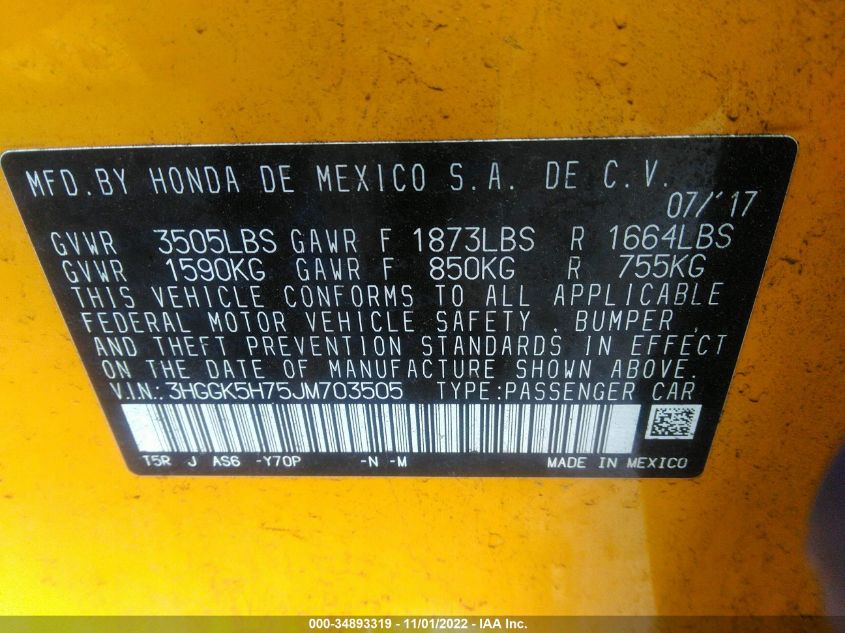 MFD.BY HONDA DE MEXICO S.A. DE C.V.
07/'17
GVWR 3505LBS GAWR F 1873LBS R 1664LBS
GVWR 1590KG GAWR F 850KG R 755KG
THIS VEHICLE CONFORMS TO ALL APPLICABLE
FEDERAL MOTOR VEHICLE SAFETY , BUMPER ,
AND THEFT PREVENTION STANDARDS IN EFFECT
ON THE DATE OF MANUFACTURE SHOWN ABOVE.
V.I.N.: 3HGGK5H75JM703505 TYPE:PASSENGER CAR
T5R J AS6 -Y70P -N -M MADE IN MEXICO
000-34893319 - 11/01/2022 - IAA Inc.